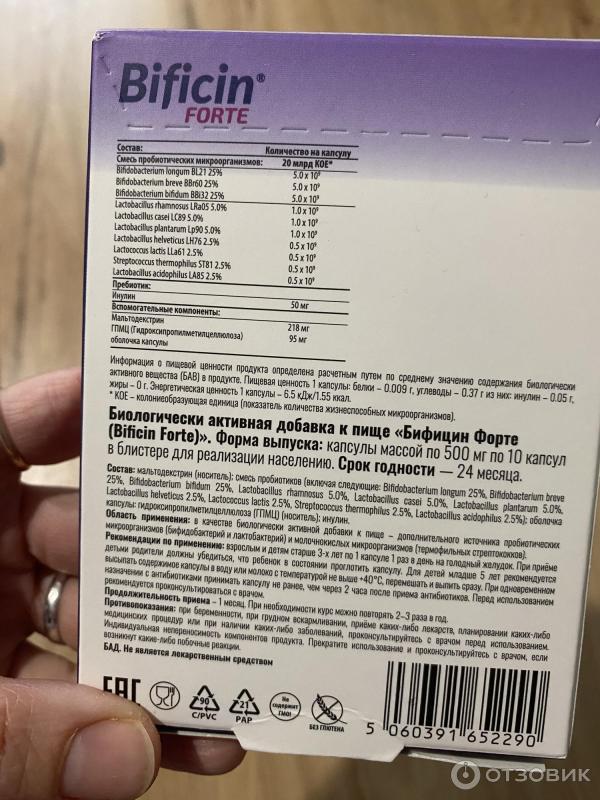 Bificin®
FORTE
Состав: Количество на капсулу
Смесь пробиотических микроорганизмов: 20 млрд КОЕ*
Bifidobacterium longum BL21 25% 5.0 x 10⁹
Bifidobacterium breve BBr60 25% 5.0 x 10⁹
Bifidobacterium bifidum BBi32 25% 5.0 x 10⁹
Lactobacillus rhamnosus LRa05 5.0% 1.0 x 10⁹
Lactobacillus casei LC89 5.0% 1.0 x 10⁹
Lactobacillus plantarum Lp90 5.0% 1.0 x 10⁹
Lactobacillus helveticus LH76 2.5% 0.5 x 10⁹
Lactococcus lactis LLa61 2.5% 0.5 x 10⁹
Streptococcus thermophilus ST81 2.5% 0.5 x 10⁹
Lactobacillus acidophilus LA85 2.5% 0.5 x 10⁹
Пребиотик:
Инулин 50 мг
Вспомогательные компоненты:
Мальтодекстрин 218 мг
ГПМЦ (Гидроксипропилметилцеллюлоза) 95 мг
оболочка капсулы
Информация о пищевой ценности продукта определена расчетным путем по среднему значению содержания биологически
активного вещества (БАВ) в продукте. Пищевая ценность 1 капсулы: белки – 0.009 г, углеводы – 0.37 г из них: инулин – 0.05 г,
жиры – 0 г. Энергетическая ценность 1 капсулы – 6.5 кДж/1.55 ккал.
* КОЕ – колониеобразующая единица (показатель количества жизнеспособных микроорганизмов).
Биологически активная добавка к пище «Бифицин Форте
(Bificin Forte)». Форма выпуска: капсулы массой по 500 мг по 10 капсул
в блистере для реализации населению. Срок годности — 24 месяца.
Состав: мальтодекстрин (носитель); смесь пробиотиков (включая следующие: Bifidobacterium longum 25%, Bifidobacterium breve
25%, Bifidobacterium bifidum 25%, Lactobacillus rhamnosus 5.0%, Lactobacillus casei 5.0%, Lactobacillus plantarum 5.0%,
Lactobacillus helveticus 2.5%, Lactococcus lactis 2.5%, Streptococcus thermophilus 2.5%, Lactobacillus acidophilus 2.5%); оболочка
капсулы: гидроксипропилметилцеллюлоза (ГПМЦ) (носитель); инулин.
Область применения: в качестве биологически активной добавки к пище – дополнительного источника пробиотических
микроорганизмов (бифидобактерий и лактобактерий) и молочнокислых микроорганизмов (термофильных стрептококков).
Рекомендации по применению: взрослым и детям старше 3-х лет по 1 капсуле 1 раз в день на голодный желудок. При приёме
детьми родители должны убедиться, что ребенок в состоянии проглотить капсулу. Для детей младше 5 лет рекомендуется
высыпать содержимое капсулы в воду или молоко с температурой не выше +40°C, перемешать и выпить сразу. При одновременном
назначении с антибиотиками принимать капсулу не ранее, чем через 2 часа после приема антибиотиков. Перед использованием
рекомендуется проконсультироваться с врачом.
Продолжительность приема – 1 месяц. При необходимости курс можно повторять 2–3 раза в год.
Противопоказания: при беременности, при грудном вскармливании, приёме каких-либо лекарств, планировании каких-либо
медицинских процедур или при наличии каких-либо заболеваний, проконсультируйтесь с врачом перед использованием.
Индивидуальная непереносимость компонентов продукта. Прекратите использование и проконсультируйтесь с врачом, если
возникнут какие-либо побочные реакции.
БАД. Не является лекарственным средством
EAC
90
C/PVC
21
PAP
Не
содержит
ГМО!
БЕЗ ГЛЮТЕНА
5 060391 652290
ОТЗОВИК